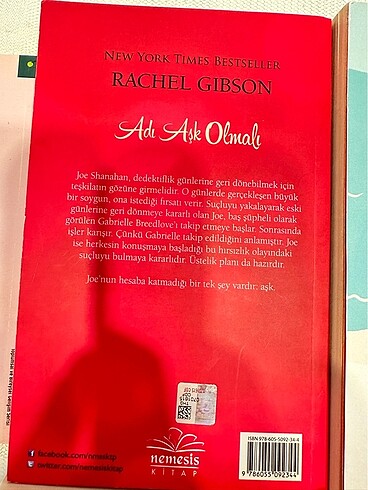 NEW YORK TIMES BESTSELLER
RACHEL GIBSON
Adı Aşk Olmalı
Joe Shanahan, dedektiflik günlerine geri dönebilmek için
teşkilatın gözüne girmelidir. O günlerde gerçekleşen büyük
bir soygun, ona istediği fırsatı verir. Suçluyu yakalayarak eski
günlerine geri dönmeye kararlı olan Joe, baş şüpheli olarak
görülen Gabrielle Breedlove'ı takip etmeye başlar. Sonrasında
işler karışır. Çünkü Gabrielle takip edildiğini anlamıştır. Joe
ise herkesin konuşmaya başladığı bu hırsızlık olayındaki
suçluyu bulmaya kararlıdır. Üstelik planı da hazırdır.
Joe'nun hesaba katmadığı bir tek şey vardır; aşk.
facebook.com/nmesktp
twitter.com/nemesiskitap
nemesis
KİTAP
ISBN 978-605-5092-34-4
9 786055 092344